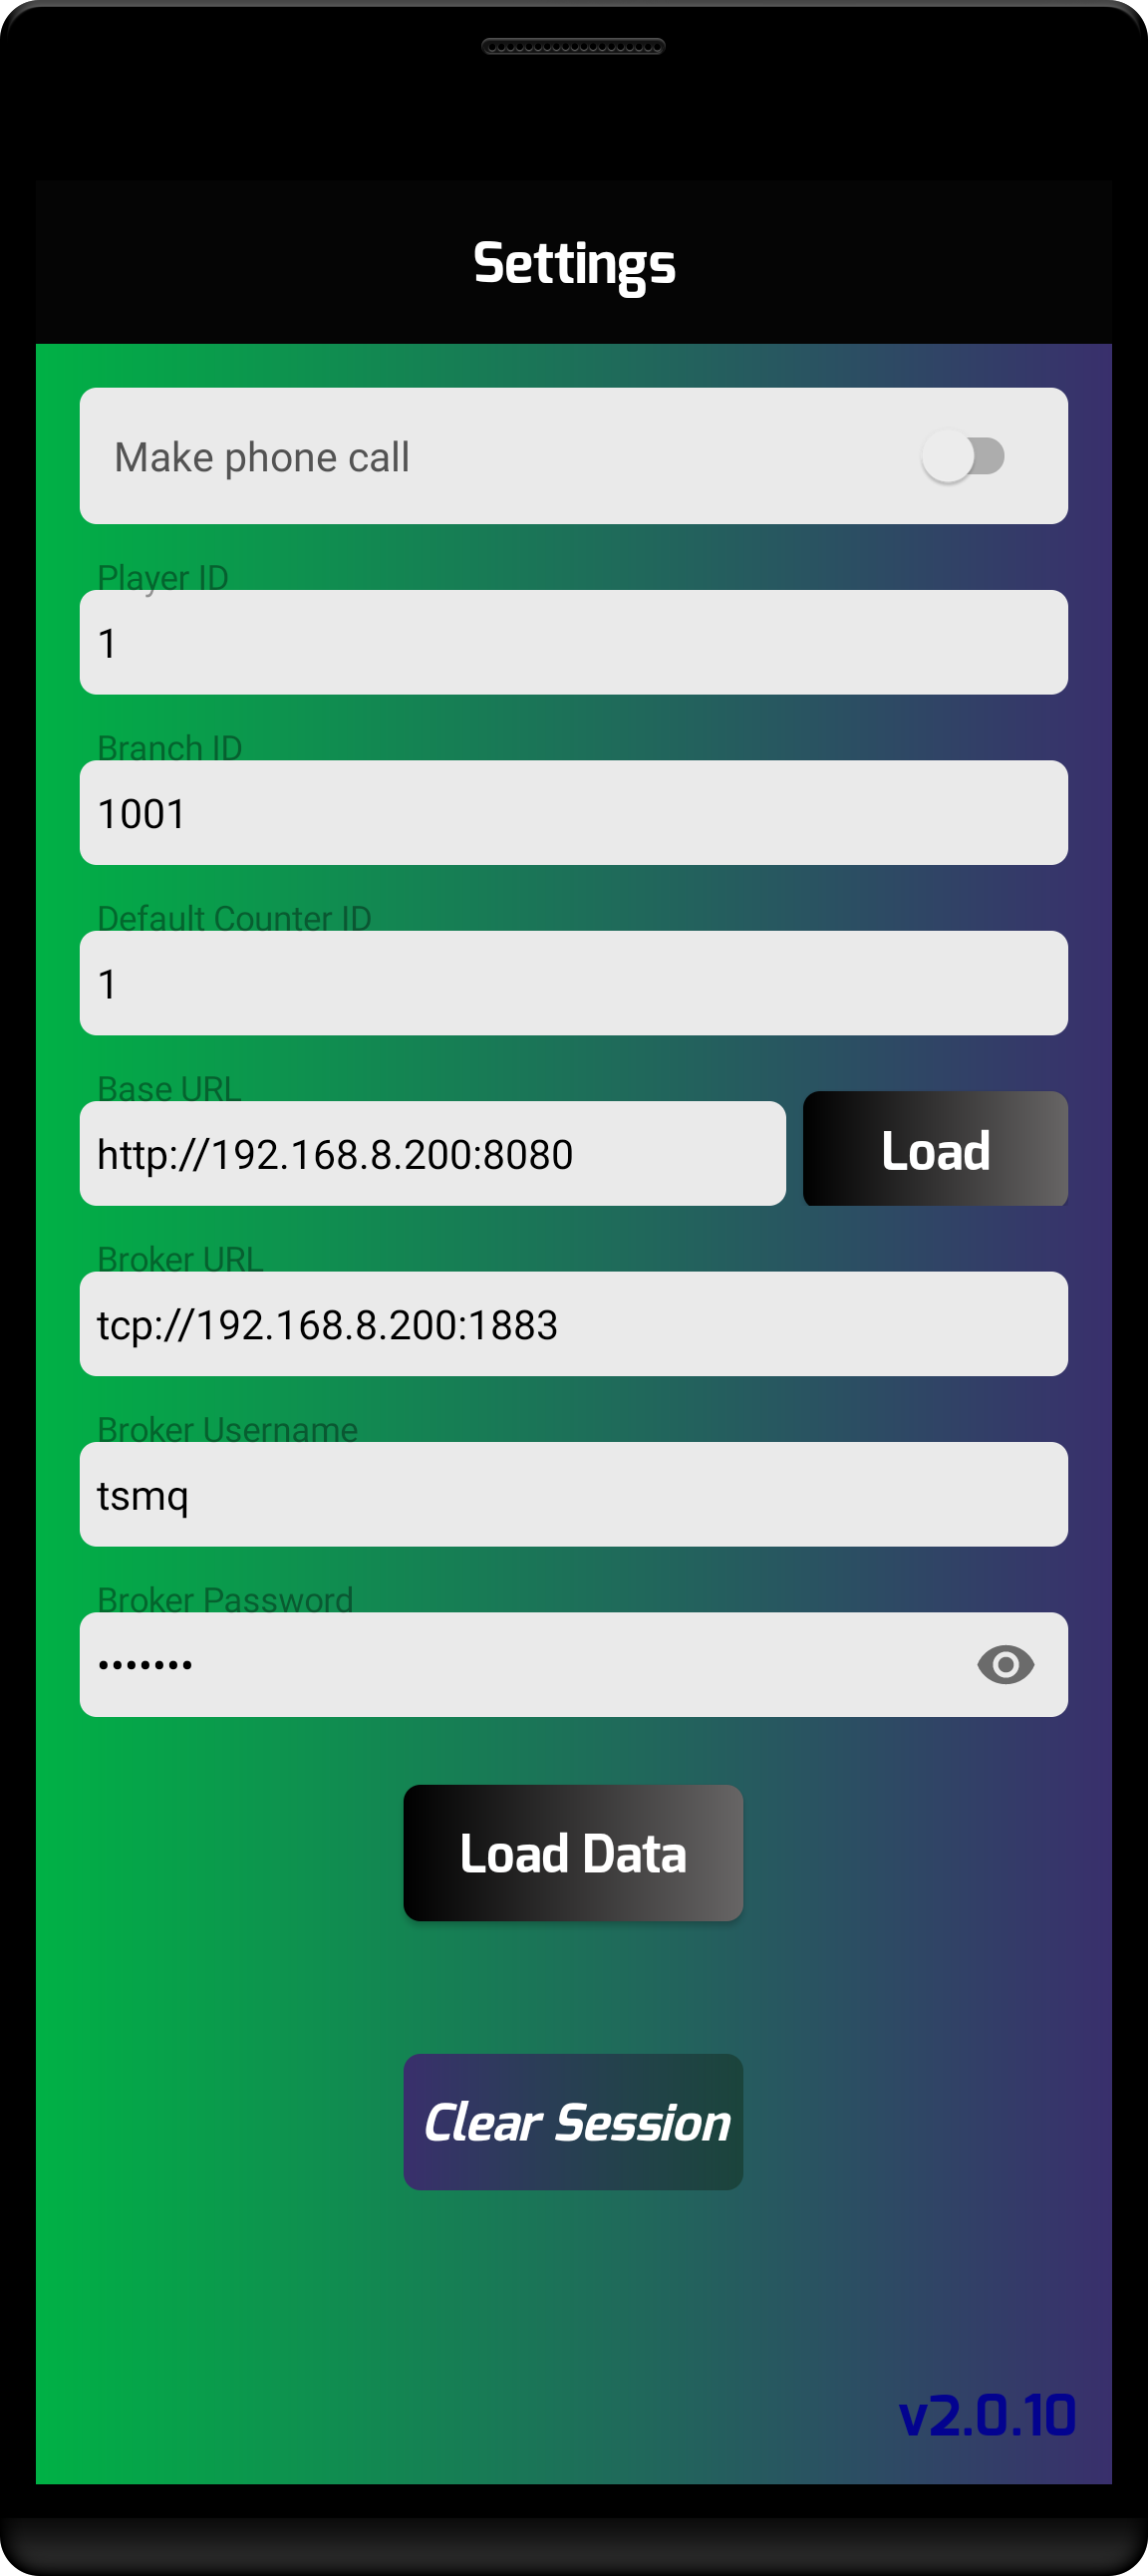 Settings
Make phone call
Player ID
1
Branch ID
1001
Default Counter ID
1
Base URL
http://192.168.8.200:8080
Load
Broker URL
tcp://192.168.8.200:1883
Broker Username
tsmq
Broker Password
•••••••
Load Data
Clear Session
v2.0.10